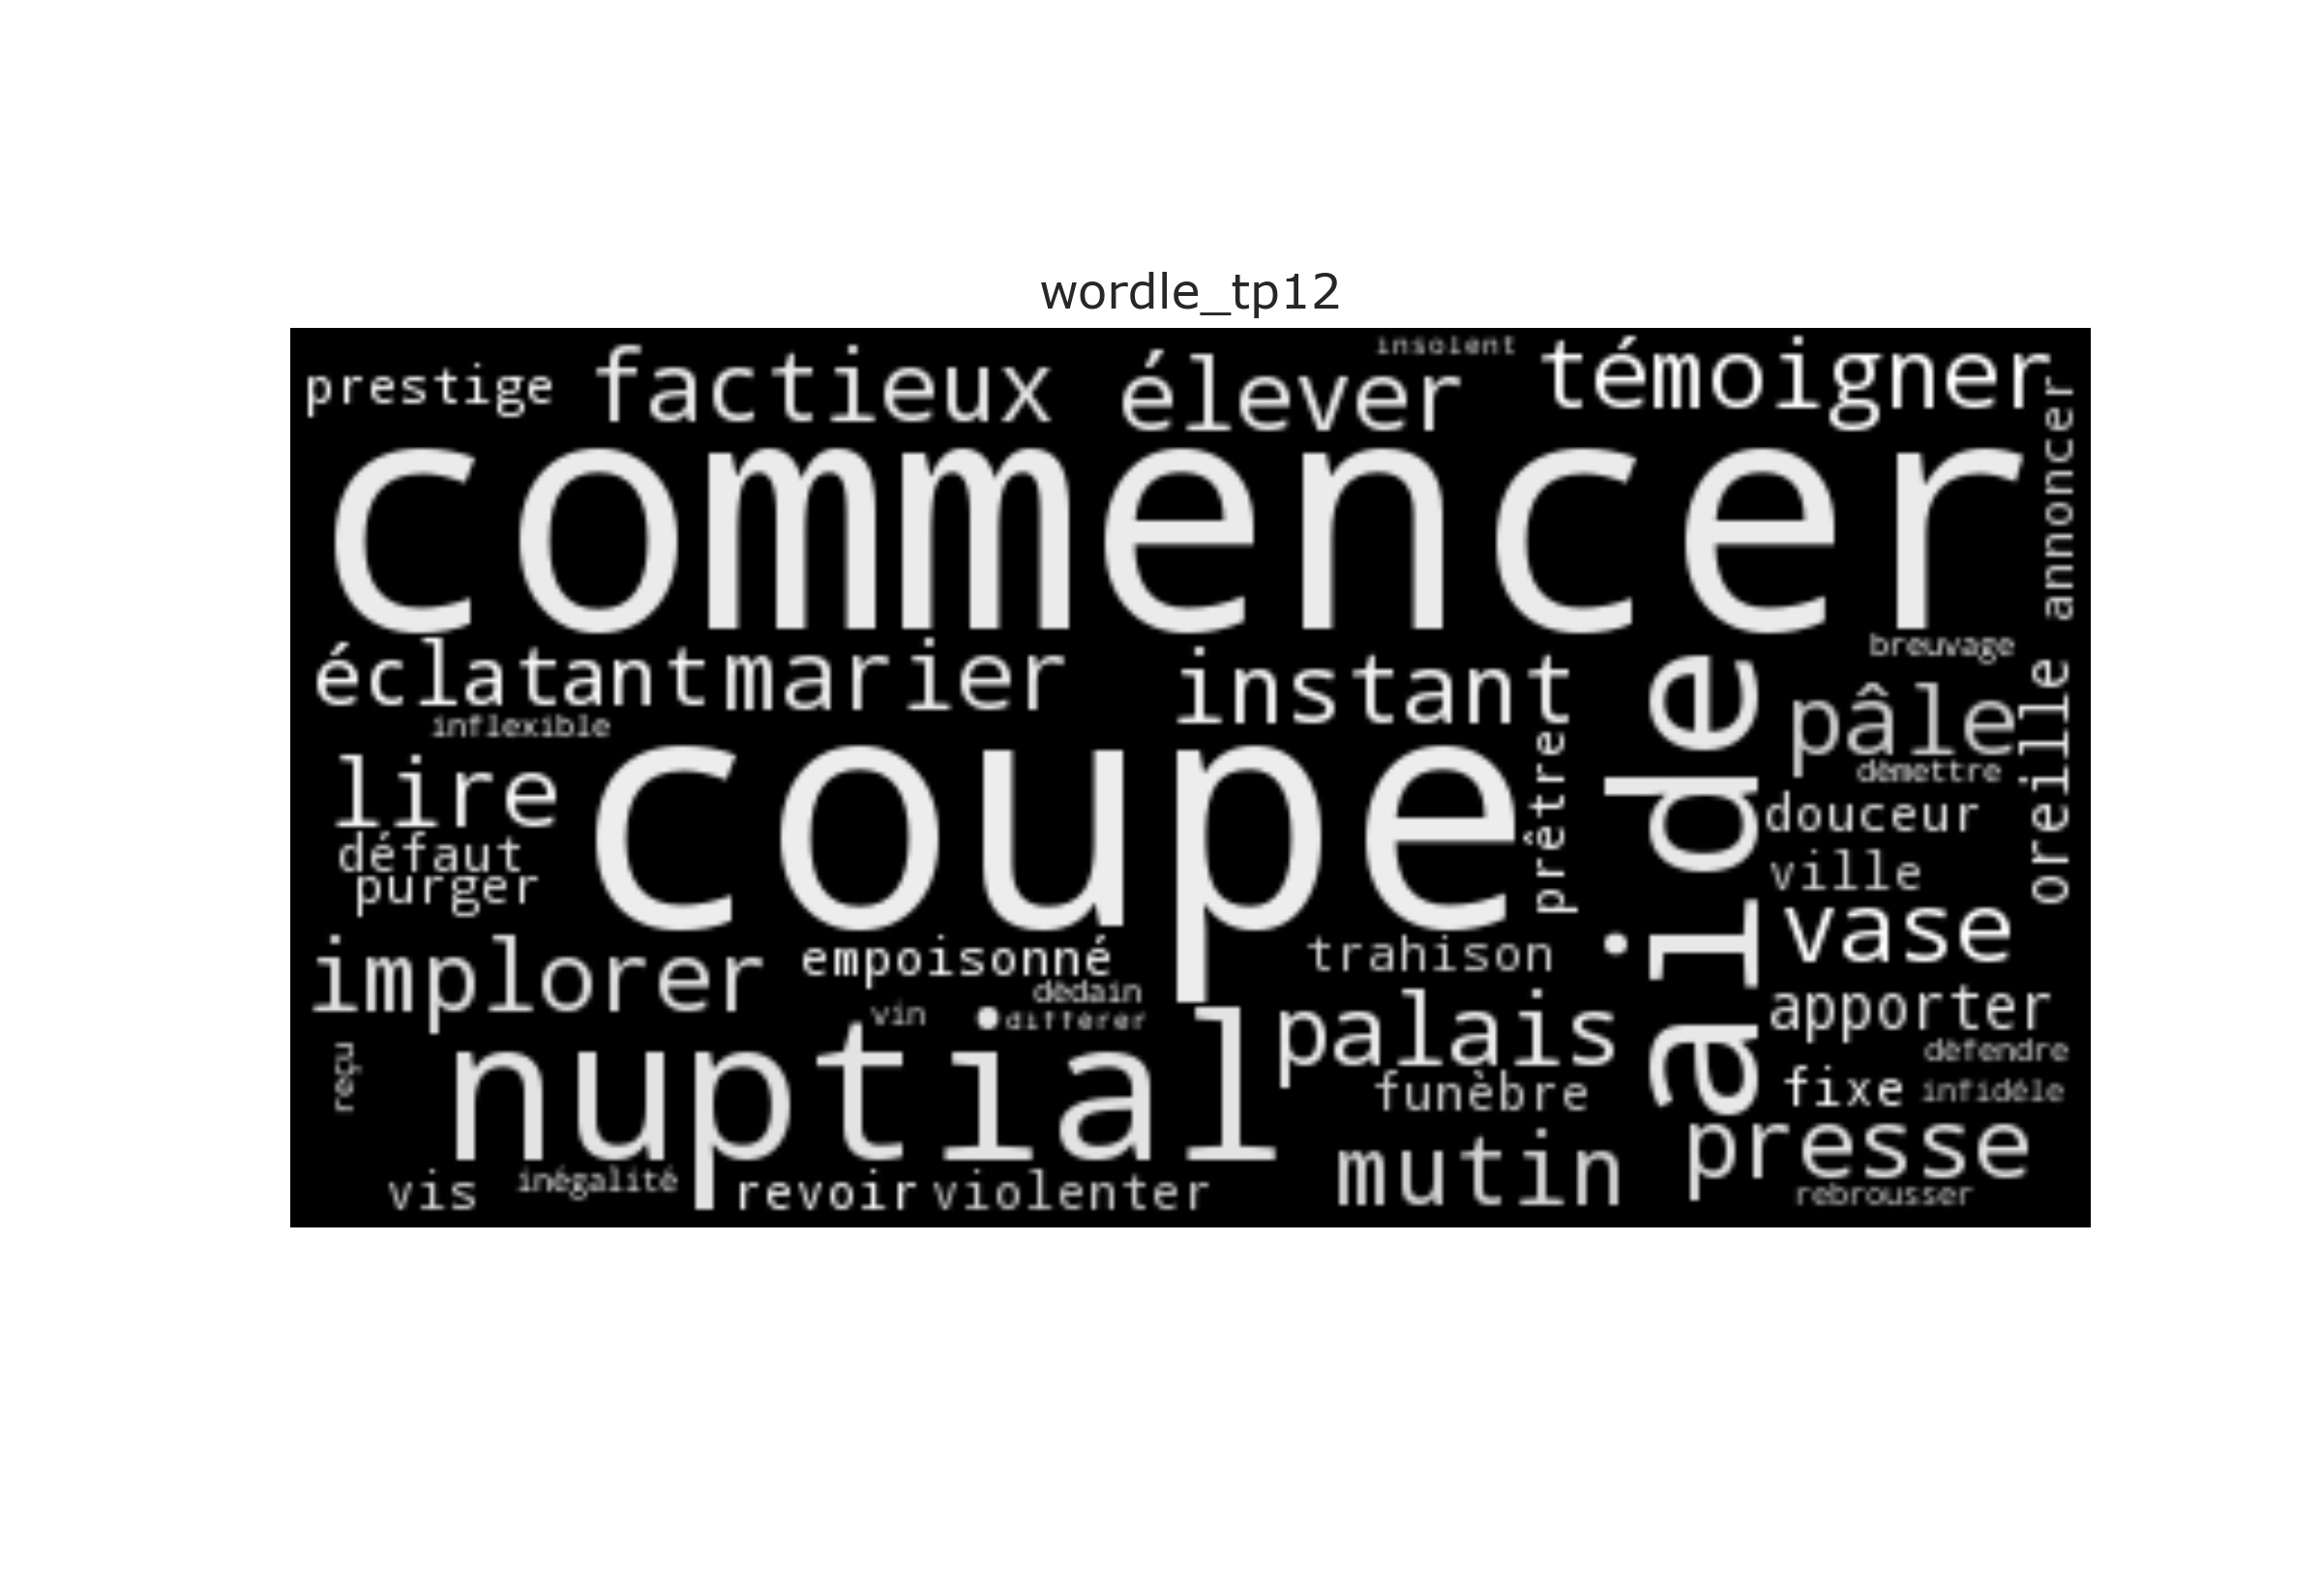 wordle_tp12
insolent
prestige factieux élever témoigner
annoncer
commencer
breuvage
éclatant marier instant
inflexible
pâle
oreille
démettre
lire
coupe
prêtre
aide
douceur
défaut
ville
purger
vase
implorer empoisonné trahison
dédain
vin différer
palais apporter
défendre
reçu
nuptial
funèbre fixe infidèle
mutin presse
vis inégalité revoir violenter rebrousser